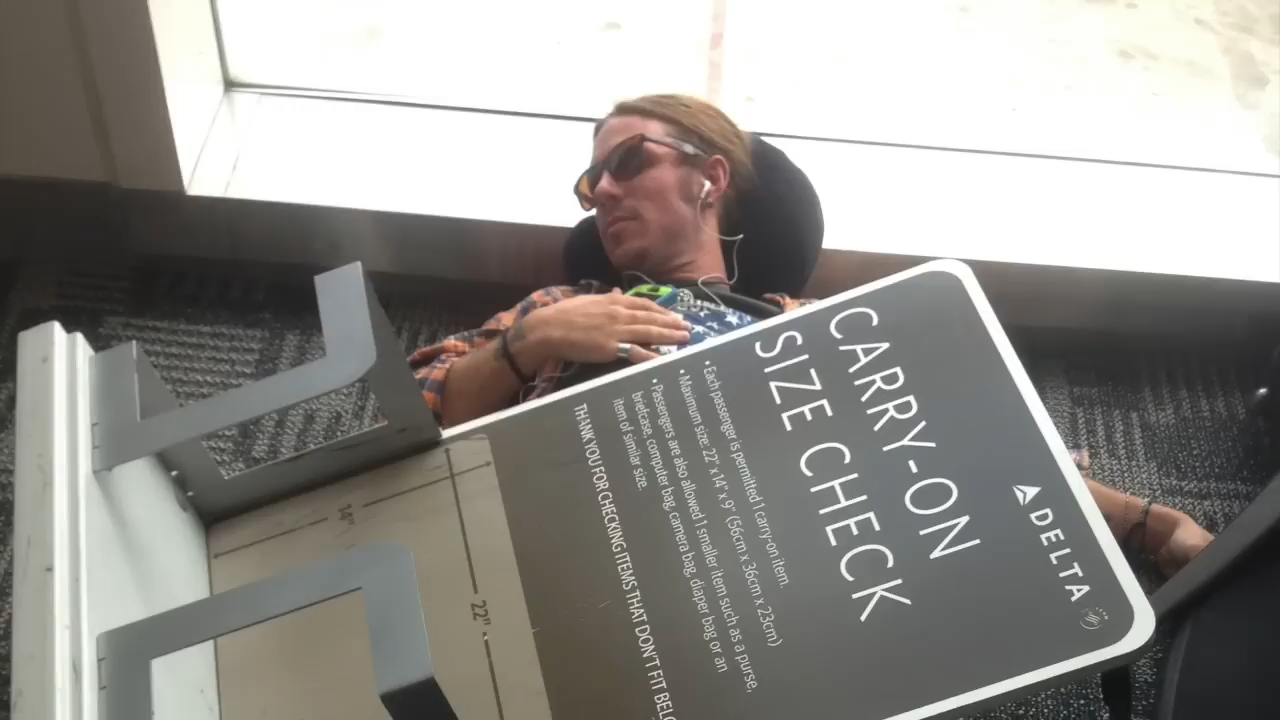 DELTA
CARRY-ON
SIZE CHECK
• Each passenger is permitted 1 carry-on item.
• Maximum size: 22" x 14" x 9" (56cm x 36cm x 23cm)
• Passengers are also allowed 1 smaller item such as a purse,
briefcase, computer bag, camera bag, diaper bag or an
item of similar size.
THANK YOU FOR CHECKING ITEMS THAT DON'T FIT
22"
14"